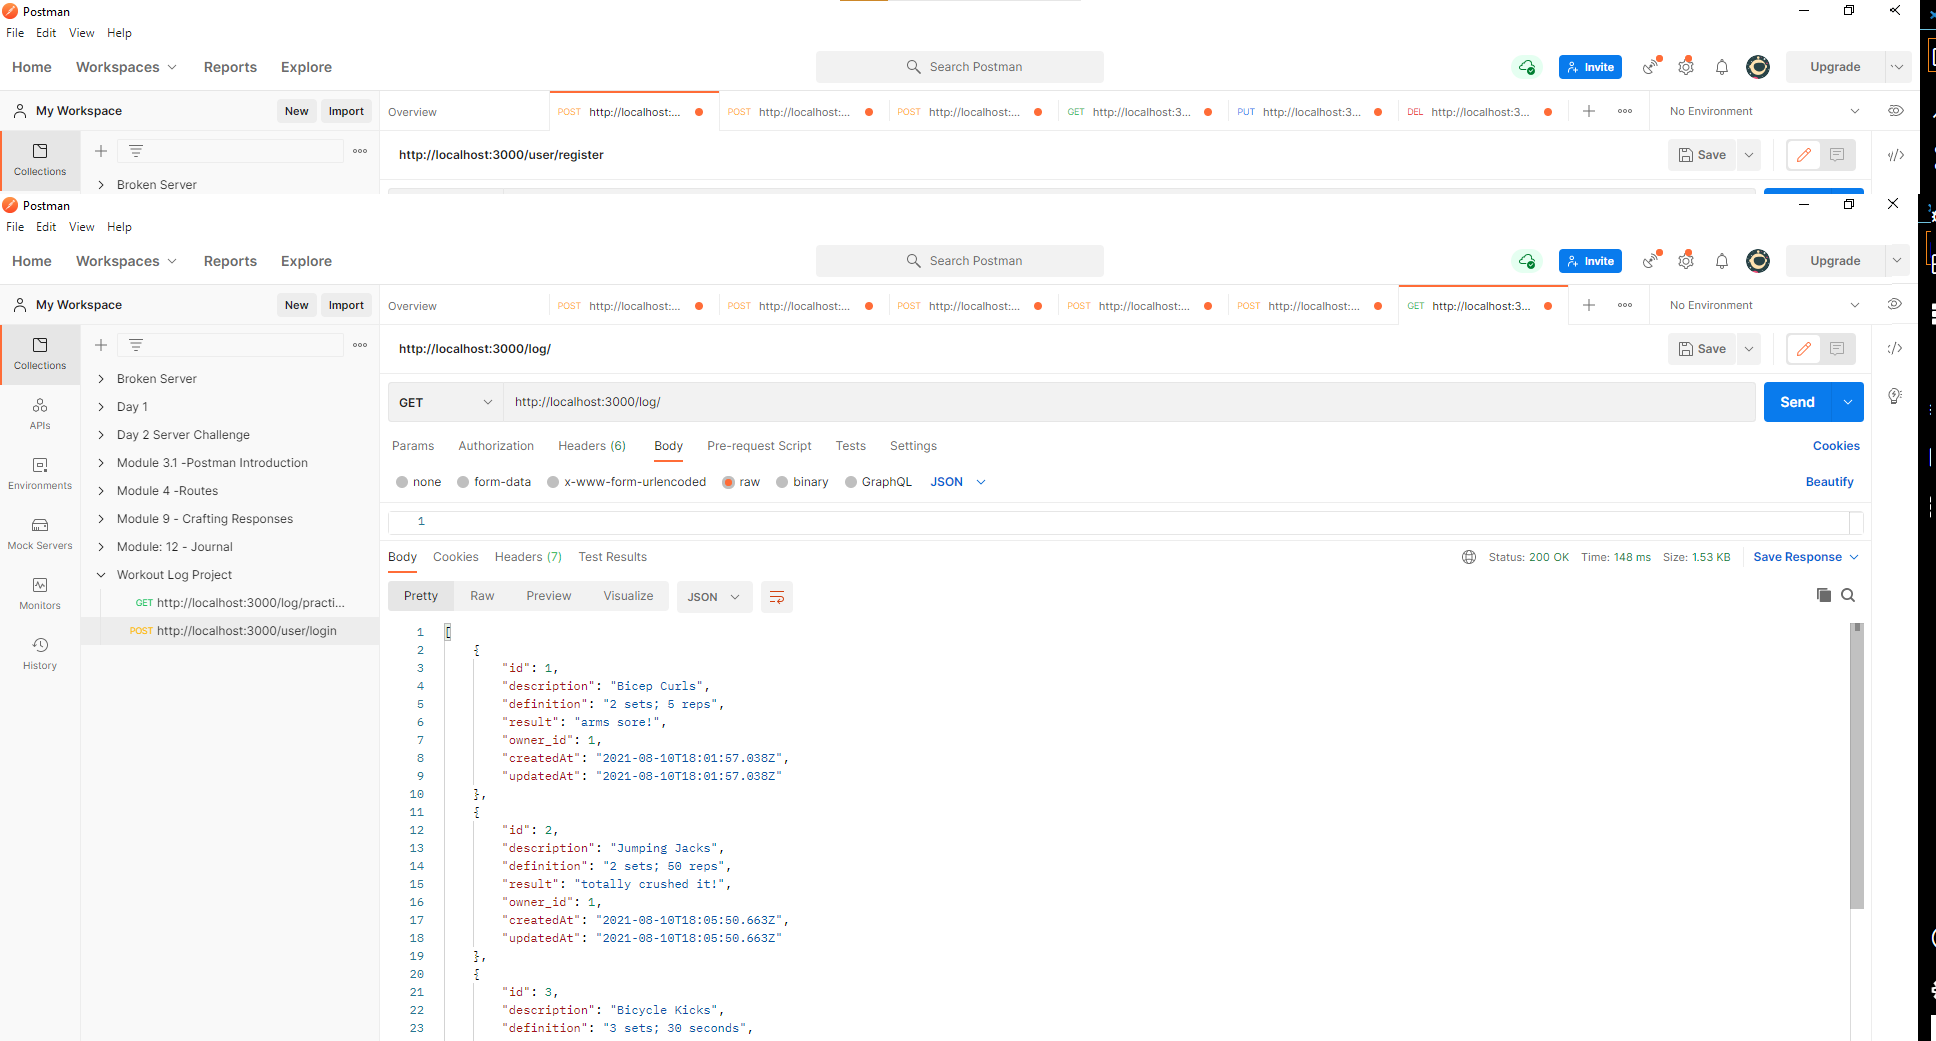 Postman
File Edit View Help
Home Workspaces Reports Explore Search Postman Invite Upgrade
My Workspace New Import Overview POST http://localhost:... POST http://localhost:... POST http://localhost:... GET http://localhost:3... PUT http://localhost:3... DEL http://localhost:3... No Environment
Collections
http://localhost:3000/user/register Save
Broken Server
Postman
File Edit View Help
Home Workspaces Reports Explore Search Postman Invite Upgrade
My Workspace New Import Overview POST http://localhost:... POST http://localhost:... POST http://localhost:... POST http://localhost:... POST http://localhost:... GET http://localhost:3... No Environment
http://localhost:3000/log/ Save
Collections
APIs
Environments
Mock Servers
Monitors
History
Broken Server
Day 1
Day 2 Server Challenge
Module 3.1 -Postman Introduction
Module 4 -Routes
Module 9 - Crafting Responses
Module: 12 - Journal
Workout Log Project
GET http://localhost:3000/log/practi...
POST http://localhost:3000/user/login
GET http://localhost:3000/log/ Send
Params Authorization Headers (6) Body Pre-request Script Tests Settings Cookies
none form-data x-www-form-urlencoded raw binary GraphQL JSON Beautify
1
Body Cookies Headers (7) Test Results Status: 200 OK Time: 148 ms Size: 1.53 KB Save Response
Pretty Raw Preview Visualize JSON
1 [
2 {
3 "id": 1,
4 "description": "Bicep Curls",
5 "definition": "2 sets; 5 reps",
6 "result": "arms sore!",
7 "owner_id": 1,
8 "createdAt": "2021-08-10T18:01:57.038Z",
9 "updatedAt": "2021-08-10T18:01:57.038Z"
10 },
11 {
12 "id": 2,
13 "description": "Jumping Jacks",
14 "definition": "2 sets; 50 reps",
15 "result": "totally crushed it!",
16 "owner_id": 1,
17 "createdAt": "2021-08-10T18:05:50.663Z",
18 "updatedAt": "2021-08-10T18:05:50.663Z"
19 },
20 {
21 "id": 3,
22 "description": "Bicycle Kicks",
23 "definition": "3 sets; 30 seconds",